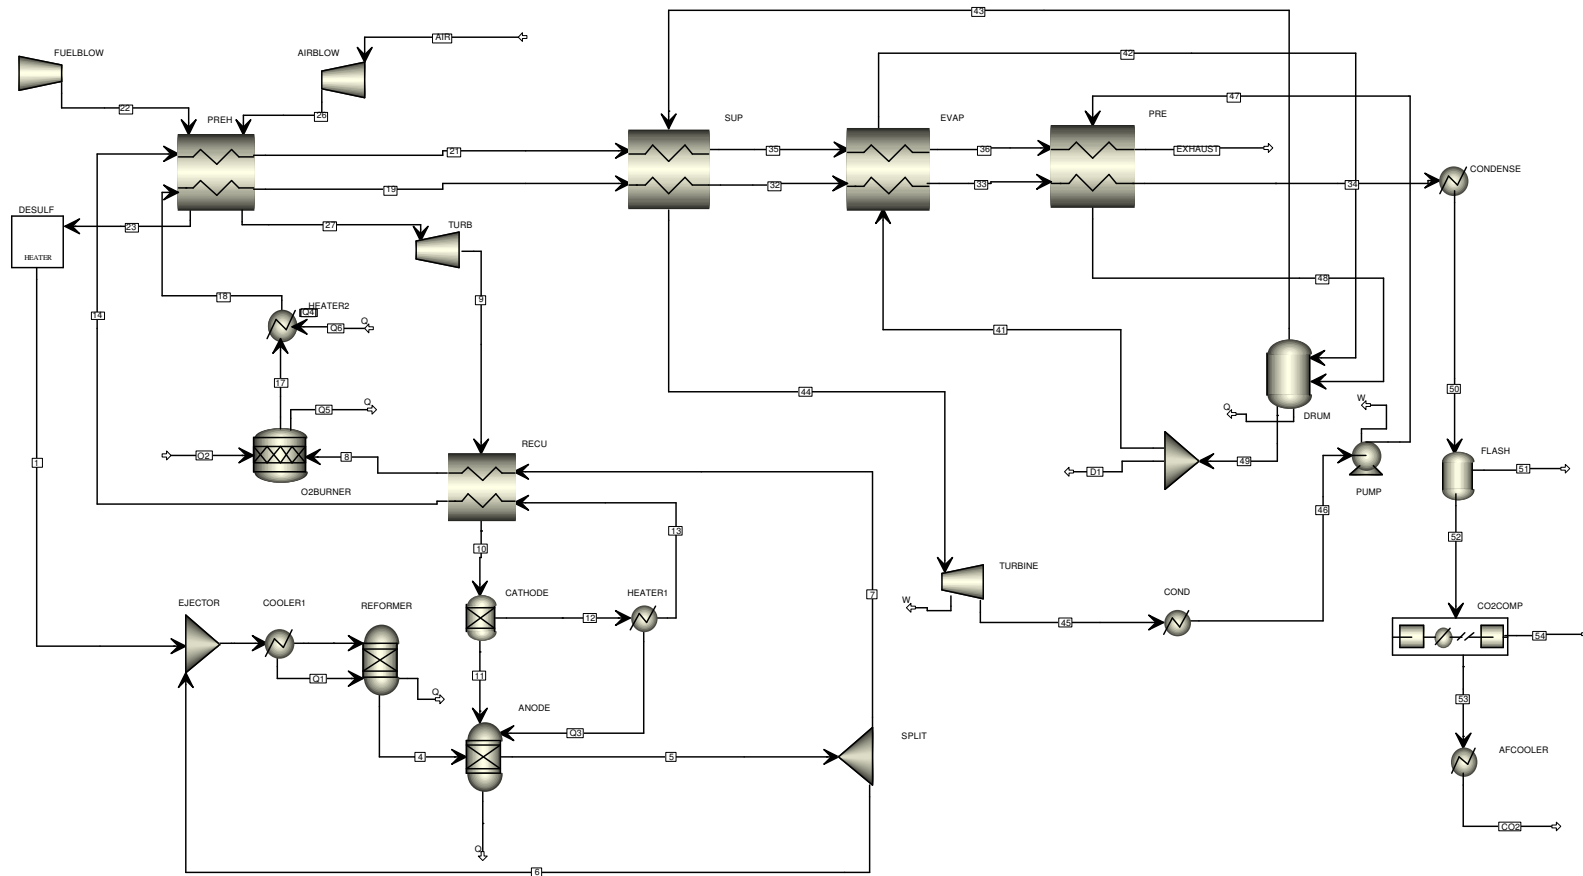 43
AIR
FUELBLOW
AIRBLOW
42
47
22
26
PREH
SUP
EVAP
PRE
21
35
36
EXHAUST
19
32
33
34
CONDENSE
DESULF
23
27
TURB
HEATER
18
9
48
HEATER2
Q4
Q6
Q
14
41
17
44
50
Q5
Q
DRUM
Q
W
RECU
FLASH
1
O2
8
49
D1
51
O2BURNER
PUMP
13
46
10
52
TURBINE
CATHODE
HEATER1
COND
7
EJECTOR
COOLER1
REFORMER
W
CO2COMP
12
45
54
11
Q1
Q
53
ANODE
Q3
SPLIT
AFCOOLER
4
5
CO2
Q
6